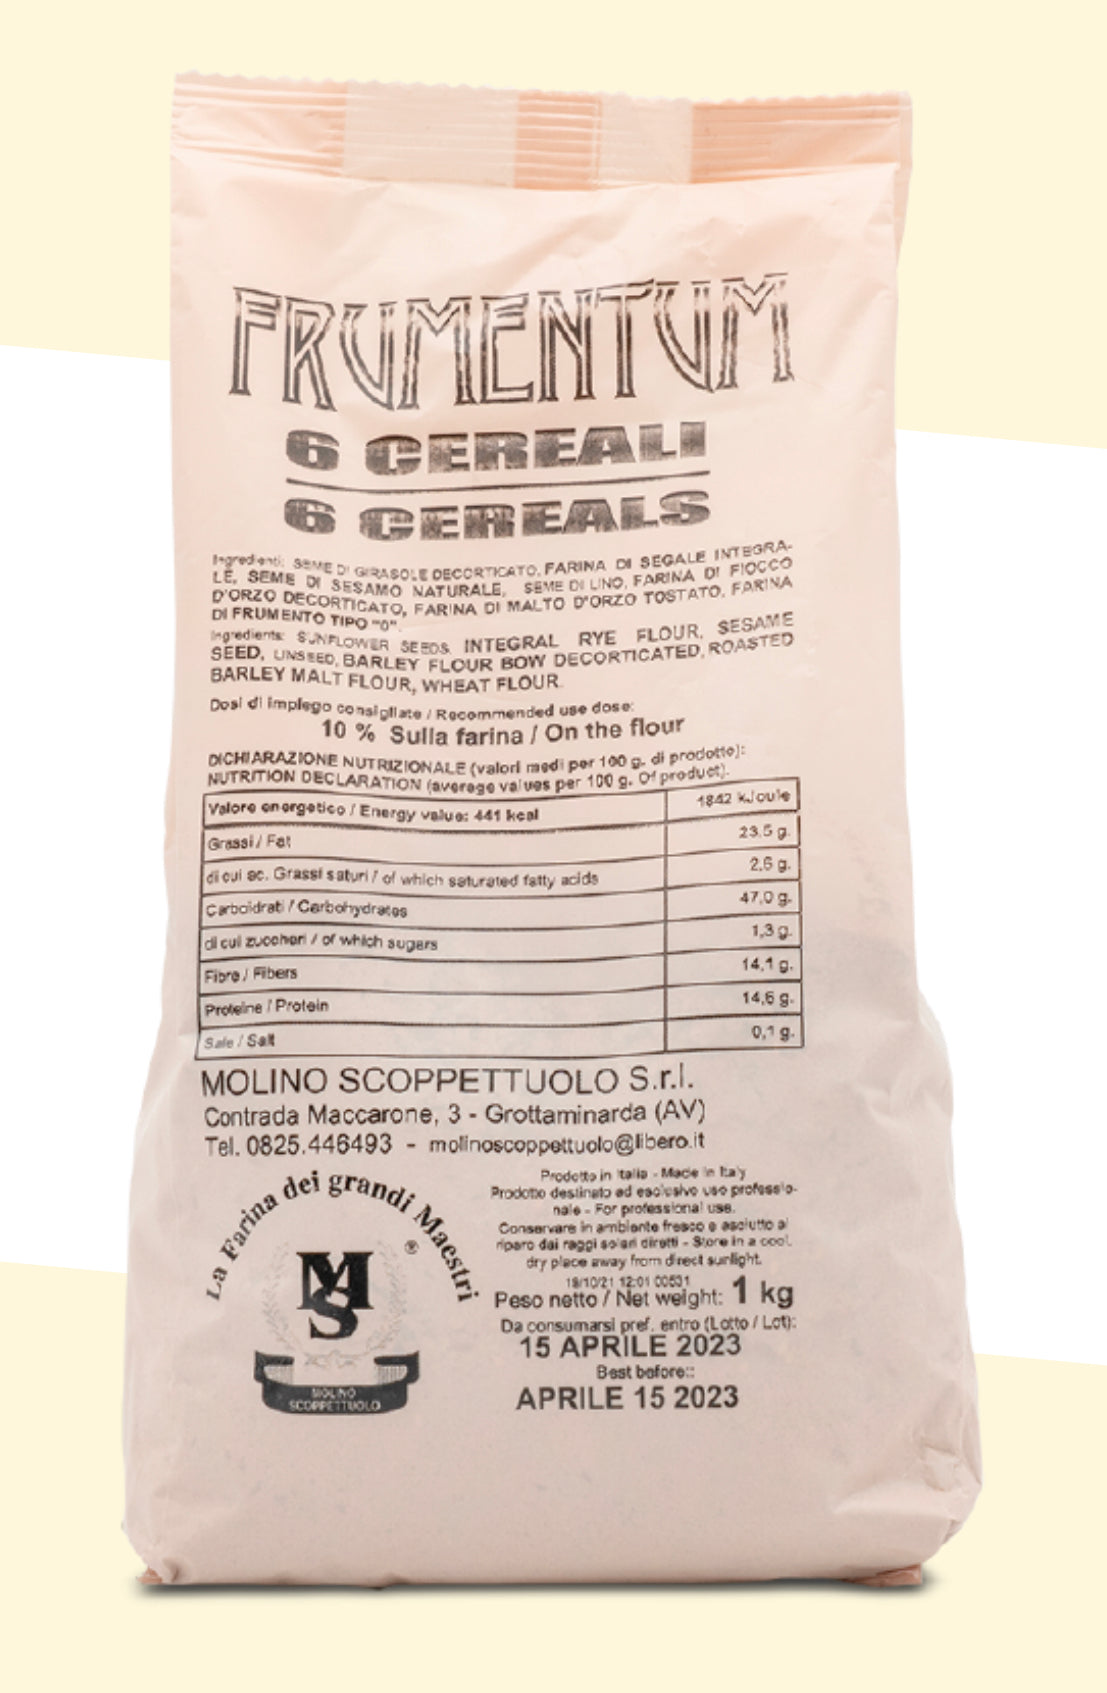 FRUMENTUM
6 CEREALI
6 CEREALS
Ingredienti: SEME DI GIRASOLE DECORTICATO, FARINA DI SEGALE INTEGRA-
LE, SEME DI SESAMO NATURALE, SEME DI LINO, FARINA DI FIOCCO
D'ORZO DECORTICATO, FARINA DI MALTO D'ORZO TOSTATO, FARINA
DI FRUMENTO TIPO "0".
Ingredients: SUNFLOWER SEEDS, INTEGRAL RYE FLOUR, SESAME
SEED, LINSEED, BARLEY FLOUR BOW DECORTICATED, ROASTED
BARLEY MALT FLOUR, WHEAT FLOUR.
Dosi di impiego consigliate / Recommended use dose:
10 % Sulla farina / On the flour
DICHIARAZIONE NUTRIZIONALE (valori medi per 100 g. di prodotto):
NUTRITION DECLARATION (average values per 100 g. Of product).
Valore energetico / Energy value: 441 kcal 1842 kJoule
Grassi / Fat 23,5 g.
di cui ac. Grassi saturi / of which saturated fatty acids 2,6 g.
Carboidrati / Carbohydrates 47,0 g.
di cui zuccheri / of which sugars 1,3 g.
Fibre / Fibers 14,1 g.
Proteine / Protein 14,6 g.
Sale / Salt 0,1 g.
MOLINO SCOPPETTUOLO S.r.l.
Contrada Maccarone, 3 - Grottaminarda (AV)
Tel. 0825.446493 - molinoscoppettuolo@libero.it
La Farina dei grandi Maestri
®
MS
MOLINO
SCOPPETTUOLO
Prodotto in Italia - Made in Italy
Prodotto destinato ad esclusivo uso professio-
nale - For professional use.
Conservare in ambiente fresco e asciutto al
riparo dai raggi solari diretti - Store in a cool,
dry place away from direct sunlight.
18/10/21 12:01 00531
Peso netto / Net weight: 1 kg
Da consumarsi pref. entro (Lotto / Lot):
15 APRILE 2023
Best before::
APRILE 15 2023